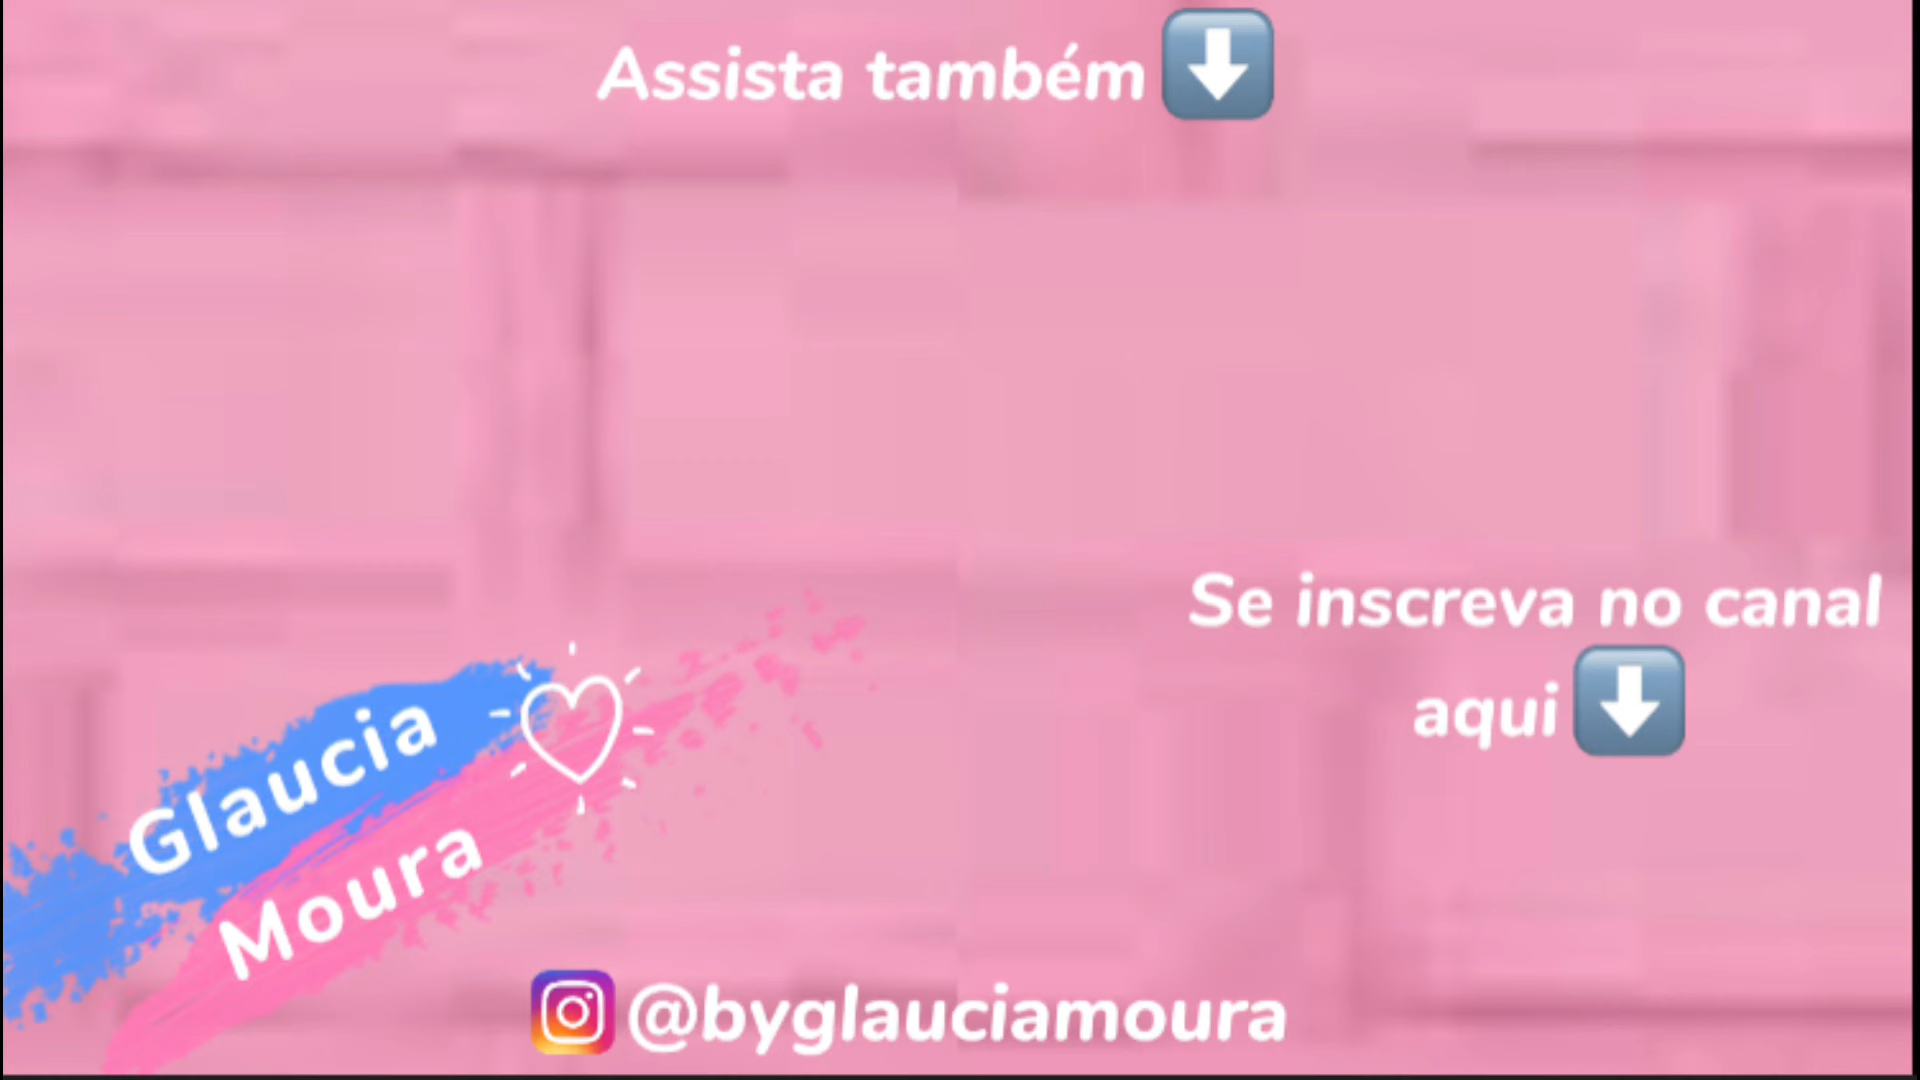 Assista também ⬇️
Se inscreva no canal
aqui ⬇️
Glaucia
Moura
@byglauciamoura